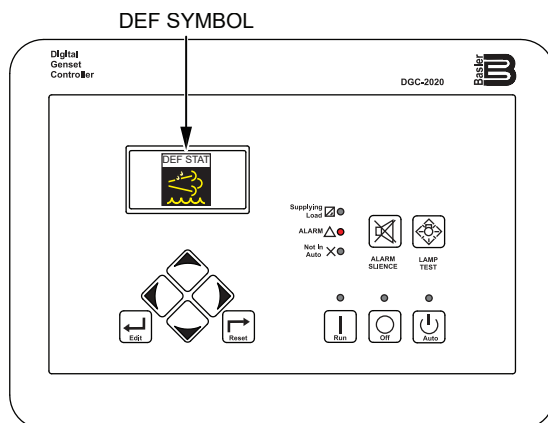 DEF SYMBOL
Digital
Genset
Controller
DGC-2020
Basler
B
DEF STAT
Supplying
Load
ALARM
Not In
Auto
ALARM
SLIENCE
LAMP
TEST
Edit
Reset
Run
Off
Auto